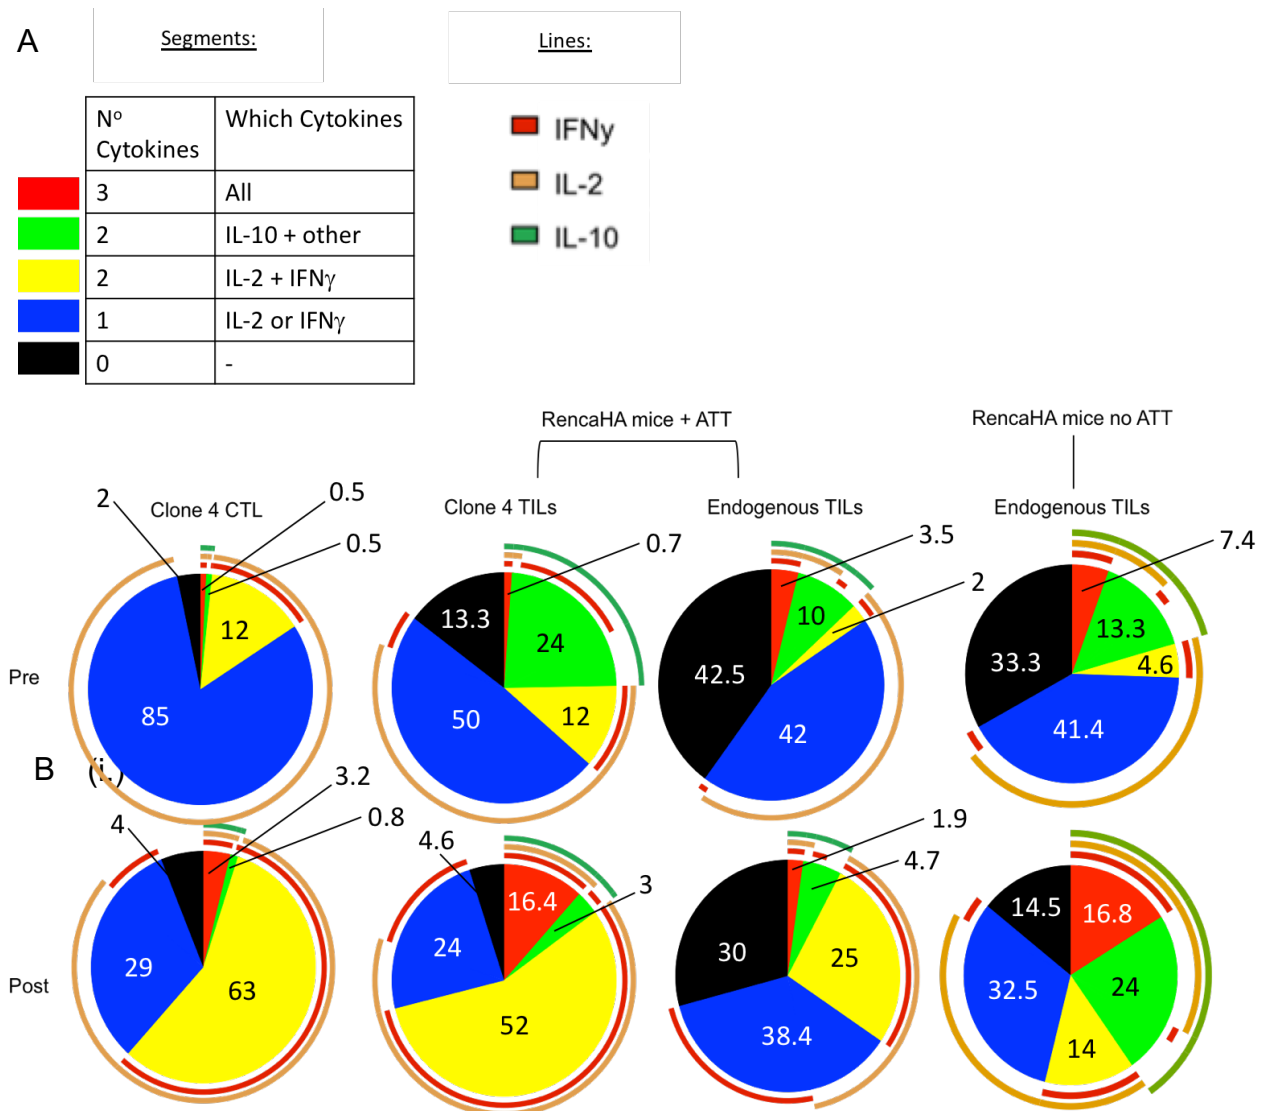 A
Segments:
Lines:
Nº Cytokines
Which Cytokines
3
All
2
IL-10 + other
2
IL-2 + IFNγ
1
IL-2 or IFNγ
0
-
IFNy
IL-2
IL-10
RencaHA mice + ATT
RencaHA mice no ATT
Clone 4 CTL
Clone 4 TILs
Endogenous TILs
Endogenous TILs
Pre
2
0.5
0.5
12
85
0.7
13.3
24
50
12
3.5
2
10
42.5
42
7.4
13.3
33.3
4.6
41.4
B (i.)
Post
4
3.2
0.8
29
63
4.6
16.4
3
24
52
1.9
4.7
30
25
38.4
14.5
16.8
32.5
24
14